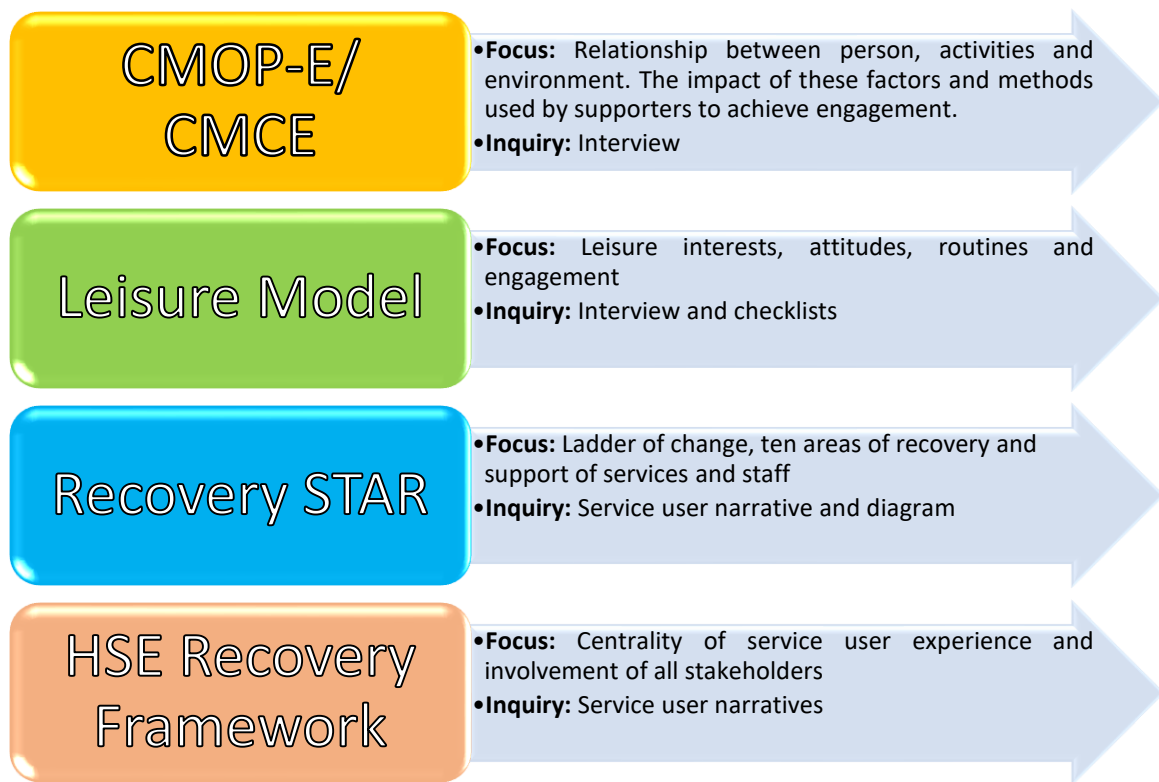 CMOP-E/
CMCE
•Focus: Relationship between person, activities and
environment. The impact of these factors and methods
used by supporters to achieve engagement.
•Inquiry: Interview
Leisure Model
•Focus: Leisure interests, attitudes, routines and
engagement
•Inquiry: Interview and checklists
Recovery STAR
•Focus: Ladder of change, ten areas of recovery and
support of services and staff
•Inquiry: Service user narrative and diagram
HSE Recovery
Framework
•Focus: Centrality of service user experience and
involvement of all stakeholders
•Inquiry: Service user narratives